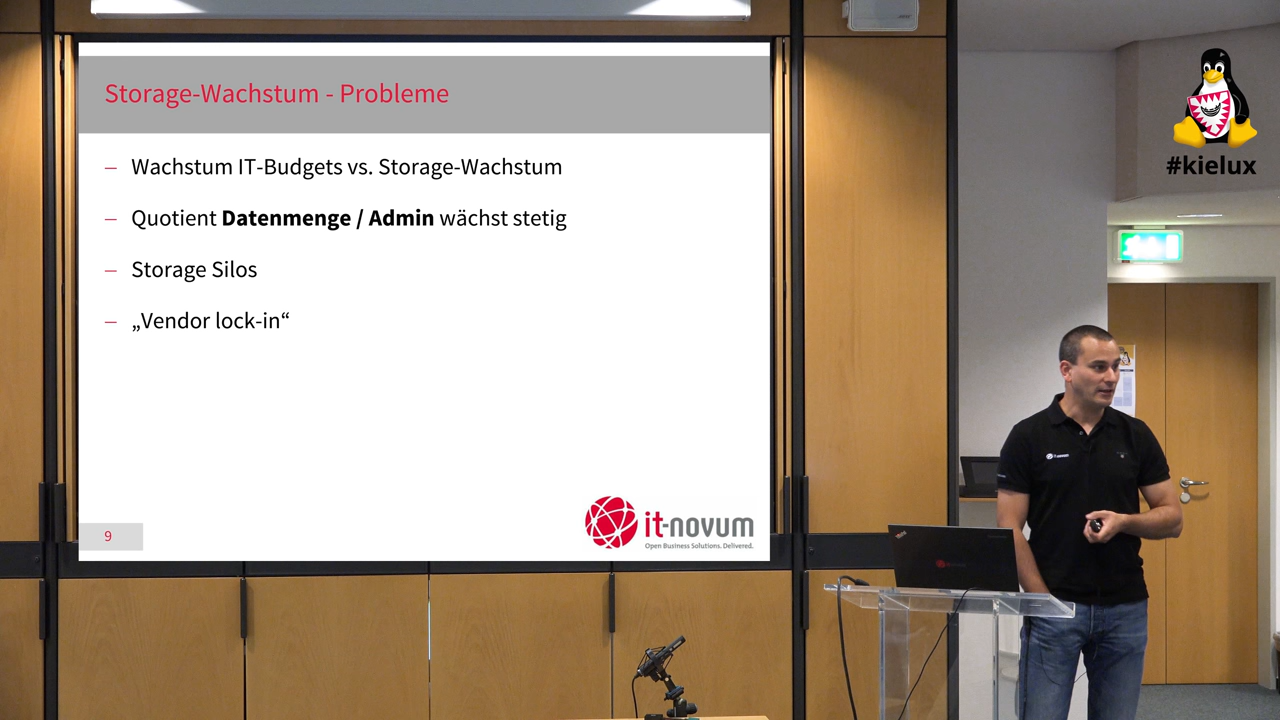 Storage-Wachstum - Probleme
– Wachstum IT-Budgets vs. Storage-Wachstum
– Quotient Datenmenge / Admin wächst stetig
– Storage Silos
– „Vendor lock-in“
9
it-novum
Open Business Solutions. Delivered.
#kielux